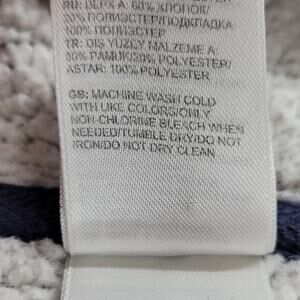 RU: ВЕРХ A: 80% ХЛОПОК/
20% ПОЛИЭСТЕР/ПОДКЛАДКА
100% ПОЛИЭСТЕР
TR: DIŞ YÜZEY MALZEME A:
80% PAMUK/20% POLYESTER/
ASTAR: 100% POLYESTER
GB: MACHINE WASH COLD
WITH LIKE COLORS/ONLY
NON-CHLORINE BLEACH WHEN
NEEDED/TUMBLE DRY/DO NOT
IRON/DO NOT DRY CLEAN